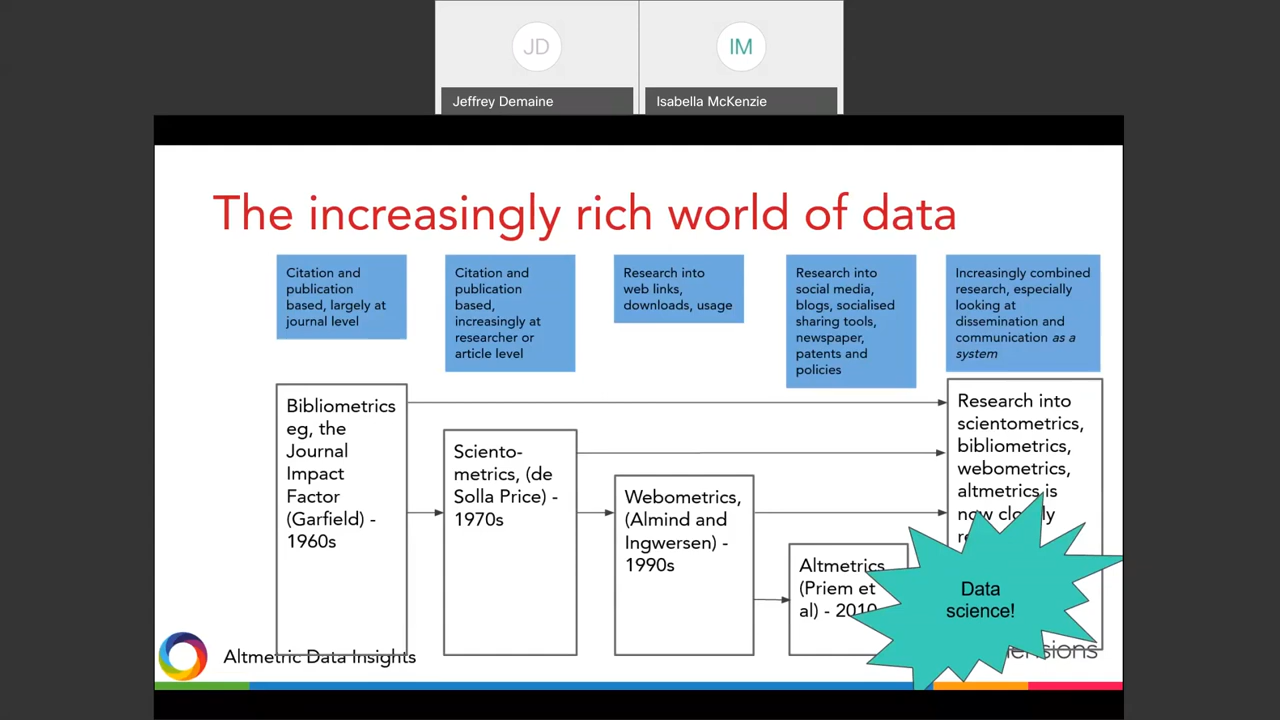 JD
IM
Jeffrey Demaine
Isabella McKenzie
The increasingly rich world of data
Citation and
publication
based, largely at
journal level
Citation and
publication
based,
increasingly at
researcher or
article level
Research into
web links,
downloads, usage
Research into
social media,
blogs, socialised
sharing tools,
newspaper,
patents and
policies
Increasingly combined
research, especially
looking at
dissemination and
communication as a
system
Bibliometrics
eg, the
Journal
Impact
Factor
(Garfield) -
1960s
Sciento-
metrics, (de
Solla Price) -
1970s
Webometrics,
(Almind and
Ingwersen) -
1990s
Altmetrics
(Priem et
al) - 2010
Research into
scientometrics,
bibliometrics,
webometrics,
altmetrics is
now
Data
science!
Altmetric Data Insights